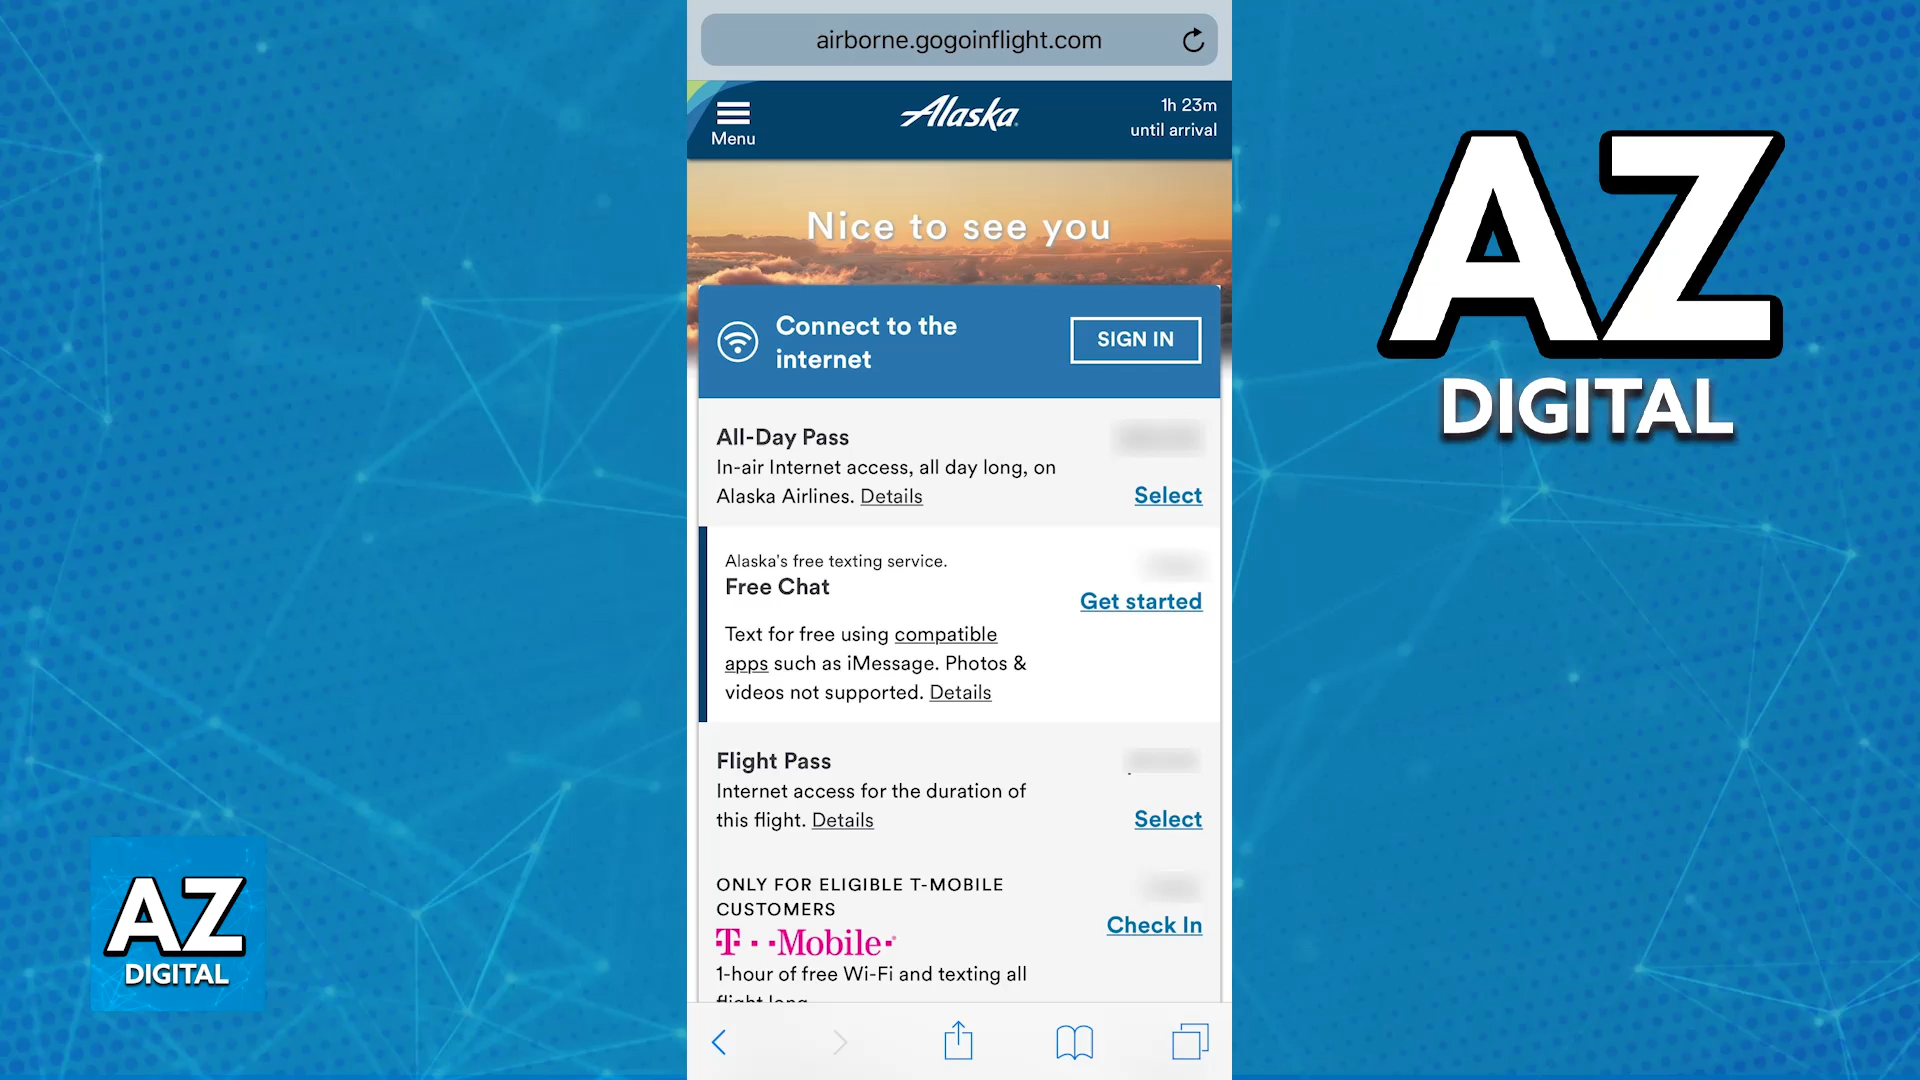 airborne.gogoinflight.com
Menu
Alaska
1h 23m
until arrival
Nice to see you
Connect to the
internet
SIGN IN
All-Day Pass
In-air Internet access, all day long, on
Alaska Airlines. Details
Select
Alaska's free texting service.
Free Chat
Get started
Text for free using compatible
apps such as iMessage. Photos &
videos not supported. Details
Flight Pass
Internet access for the duration of
this flight. Details
Select
ONLY FOR ELIGIBLE T-MOBILE
CUSTOMERS
Check In
T··Mobile·
1-hour of free Wi-Fi and texting all
flight long
AZ
DIGITAL
AZ
DIGITAL